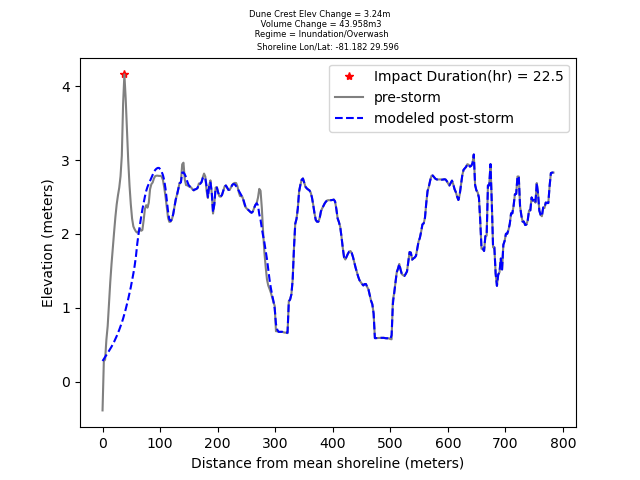 Dune Crest Elev Change = 3.24m
Volume Change = 43.958m3
Regime = Inundation/Overwash
Shoreline Lon/Lat: -81.182 29.596
Impact Duration(hr) = 22.5
pre-storm
modeled post-storm
Elevation (meters)
4
3
2
1
0
0 100 200 300 400 500 600 700 800
Distance from mean shoreline (meters)